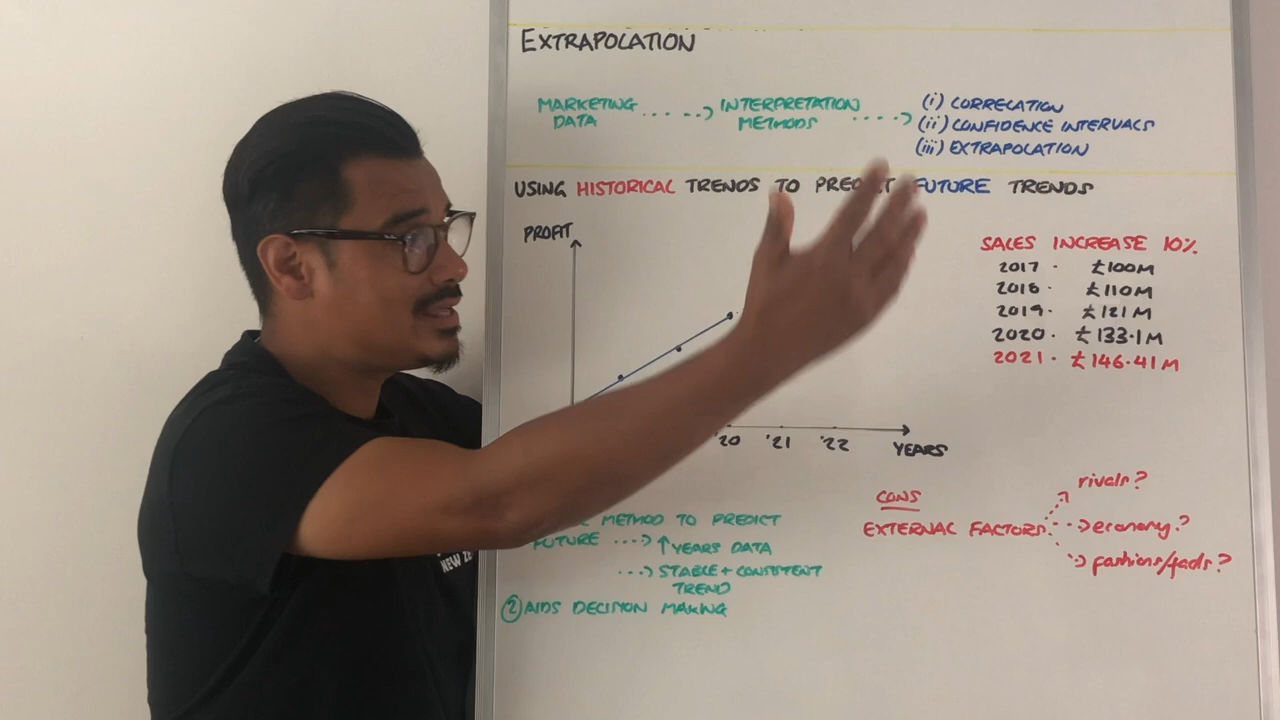 EXTRAPOLATION
MARKETING DATA ....> INTERPRETATION METHODS ....> (i) CORRELATION
(ii) CONFIDENCE INTERVALS
(iii) EXTRAPOLATION
USING HISTORICAL TRENDS TO FUTURE TRENDS
PROFIT
'20 '21 '22 YEARS
SALES INCREASE 10%
2017 · £100M
2018 · £110M
2019 · £121M
2020 · £133.1M
2021 · £146.41M
METHOD TO PREDICT
FUTURE ...> ↑YEARS DATA
...> STABLE + CONSISTENT
TREND
② AIDS DECISION MAKING
CONS
EXTERNAL FACTORS
rivals?
economy?
fashions/fads?